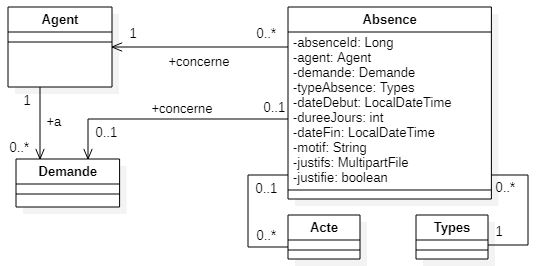 Agent
1
0..*
Absence
-absenceId: Long
-agent: Agent
-demande: Demande
-typeAbsence: Types
-dateDebut: LocalDateTime
-dureeJours: int
-dateFin: LocalDateTime
-motif: String
-justifs: MultipartFile
-justifie: boolean
+concerne
1
+a
0..*
+concerne
0..1
0..1
Demande
0..1
0..*
0..*
Acte
Types
1